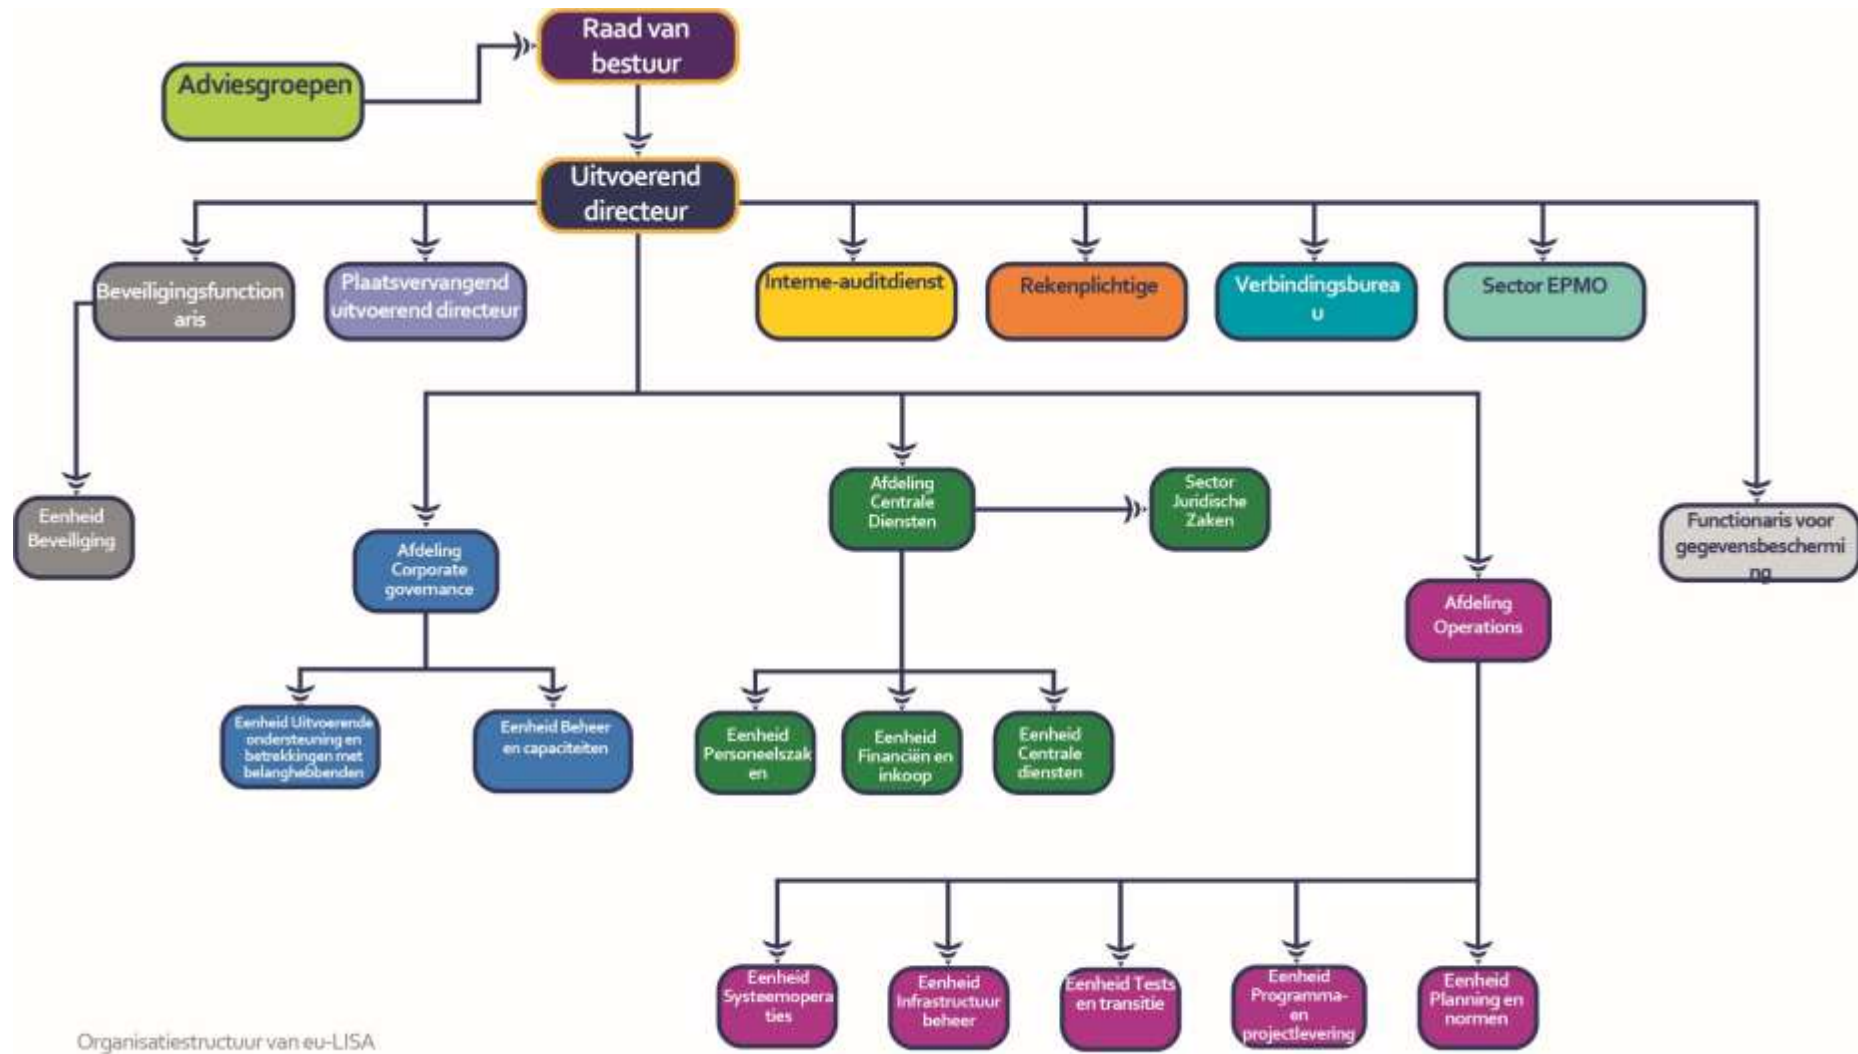 Raad van
bestuur
Adviesgroepen
Uitvoerend
directeur
Beveiligingsfunction
aris
Plaatsvervangend
uitvoerend directeur
Interne-auditdienst
Rekenplichtige
Verbindingsburea
u
Sector EPMO
Eenheid
Beveiliging
Afdeling
Corporate
governance
Afdeling
Centrale
Diensten
Sector
Juridische
Zaken
Afdeling
Operations
Functionaris voor
gegevensbeschermi
ng
Eenheid Uitvoerende
ondersteuning en
betrekkingen met
belanghebbenden
Eenheid Beheer
en capaciteiten
Eenheid
Personeelszak
en
Eenheid
Financiën en
inkoop
Eenheid
Centrale
diensten
Eenheid
Systeemopera
ties
Eenheid
Infrastructuur
beheer
Eenheid Tests
en transitie
Eenheid
Programma-
en
projectlevering
Eenheid
Planning en
normen
Organisatiestructuur van eu-LISA